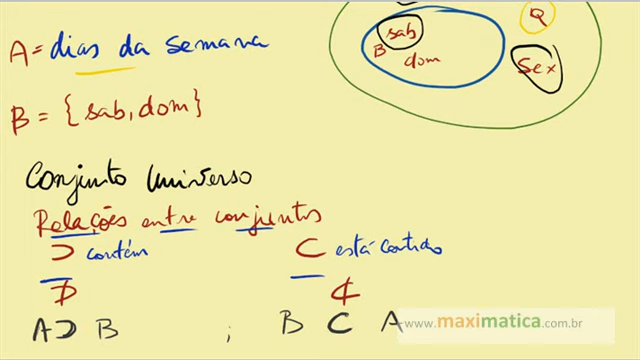 A = dias da semana
Q
B
sab
dom
Sex
B = {sab, dom}
Conjunto Universo
Relações entre conjuntos
⊃ contém
⊂ está contido
⊅
⊄
A ⊃ B ; B ⊂ A
www.maximatica.com.br